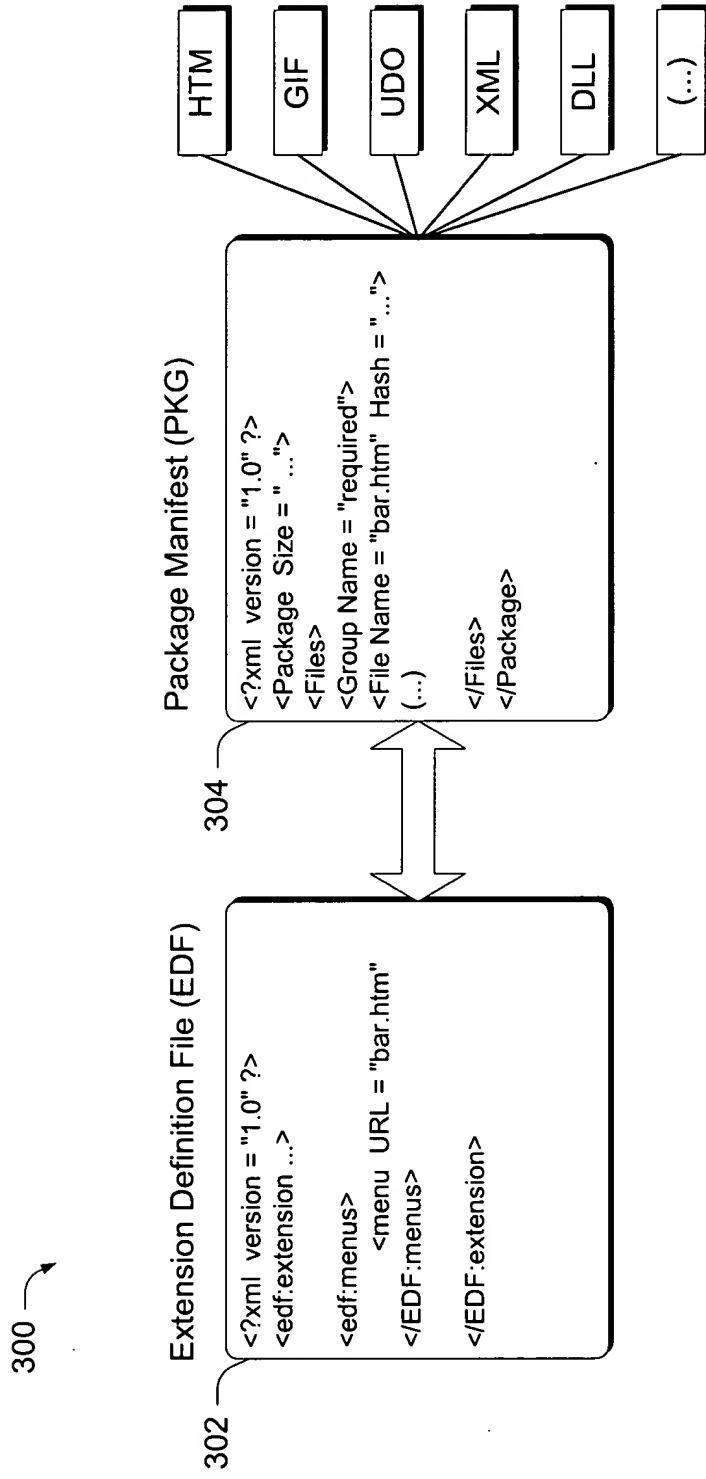 300
Extension Definition File (EDF)
302
<?xml version = "1.0" ?>
<edf:extension ...>
<edf:menus>
<menu URL = "bar.htm"
</EDF:menus>
</EDF:extension>
Package Manifest (PKG)
304
<?xml version = "1.0" ?>
<Package Size = " ...">
<Files>
<Group Name = "required">
<File Name = "bar.htm" Hash = "...">
(...)
</Files>
</Package>
HTM
GIF
UDO
XML
DLL
(...)